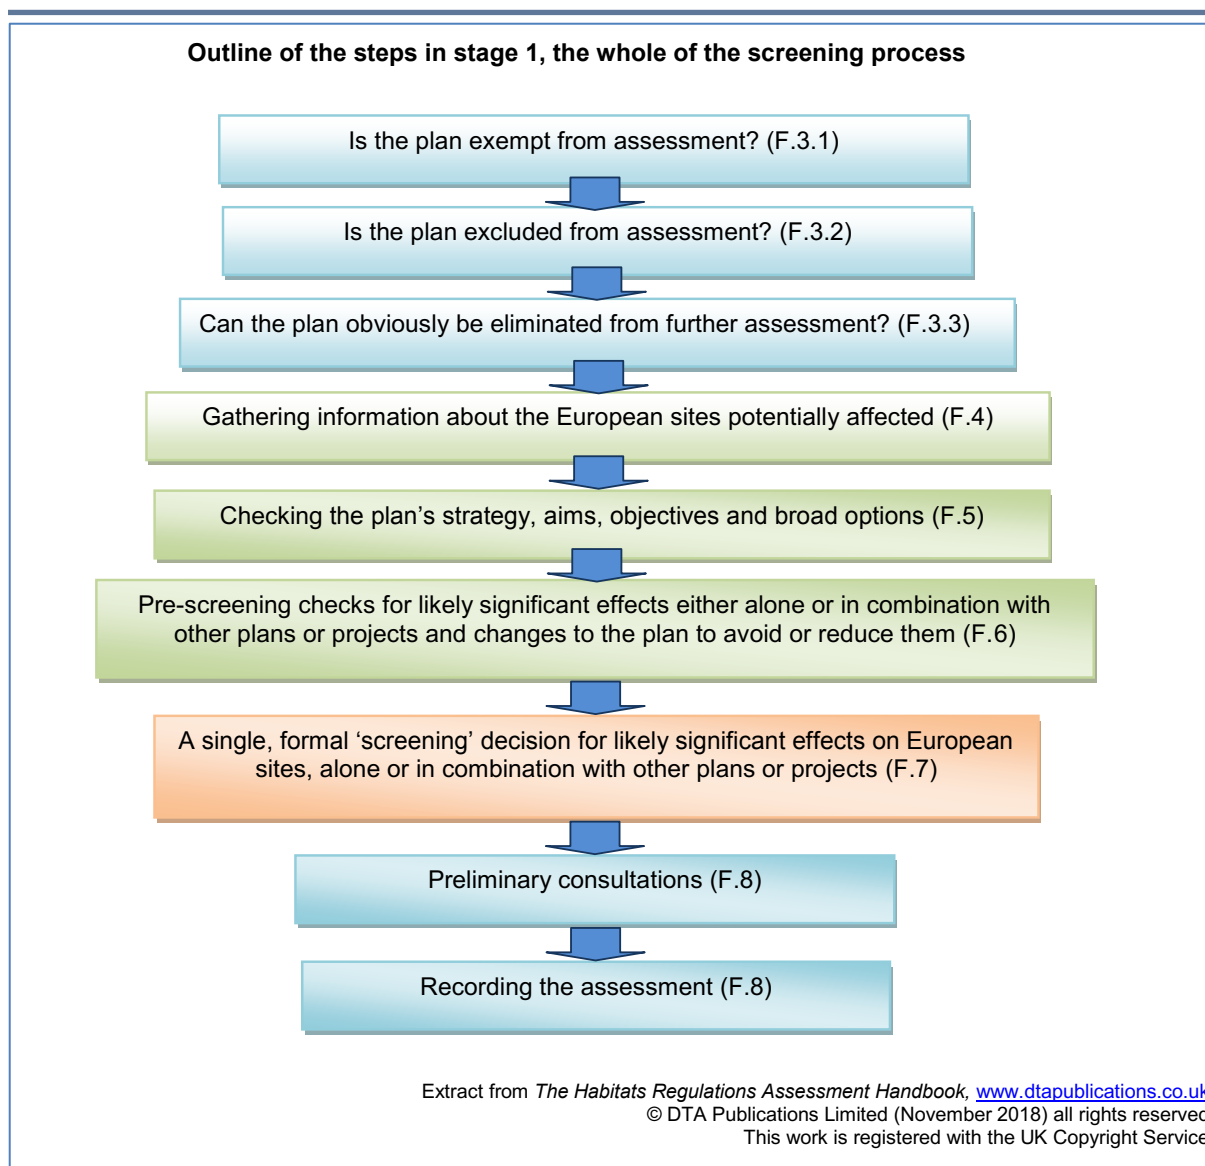 Outline of the steps in stage 1, the whole of the screening process
Is the plan exempt from assessment? (F.3.1)
Is the plan excluded from assessment? (F.3.2)
Can the plan obviously be eliminated from further assessment? (F.3.3)
Gathering information about the European sites potentially affected (F.4)
Checking the plan's strategy, aims, objectives and broad options (F.5)
Pre-screening checks for likely significant effects either alone or in combination with
other plans or projects and changes to the plan to avoid or reduce them (F.6)
A single, formal 'screening' decision for likely significant effects on European
sites, alone or in combination with other plans or projects (F.7)
Preliminary consultations (F.8)
Recording the assessment (F.8)
Extract from The Habitats Regulations Assessment Handbook, www.dtapublications.co.uk
© DTA Publications Limited (November 2018) all rights reserved
This work is registered with the UK Copyright Service